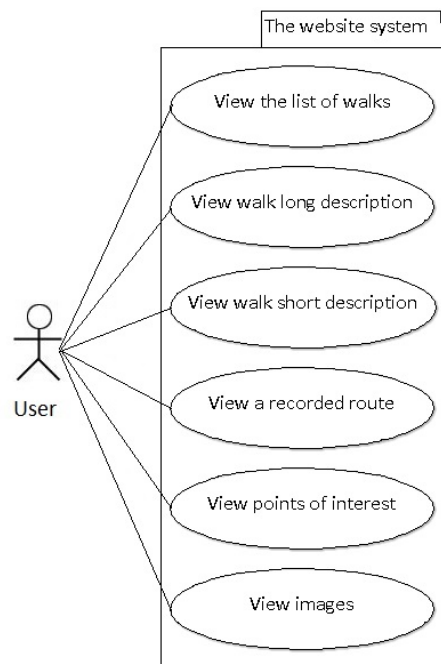 The website system
View the list of walks
View walk long description
View walk short description
User
View a recorded route
View points of interest
View images